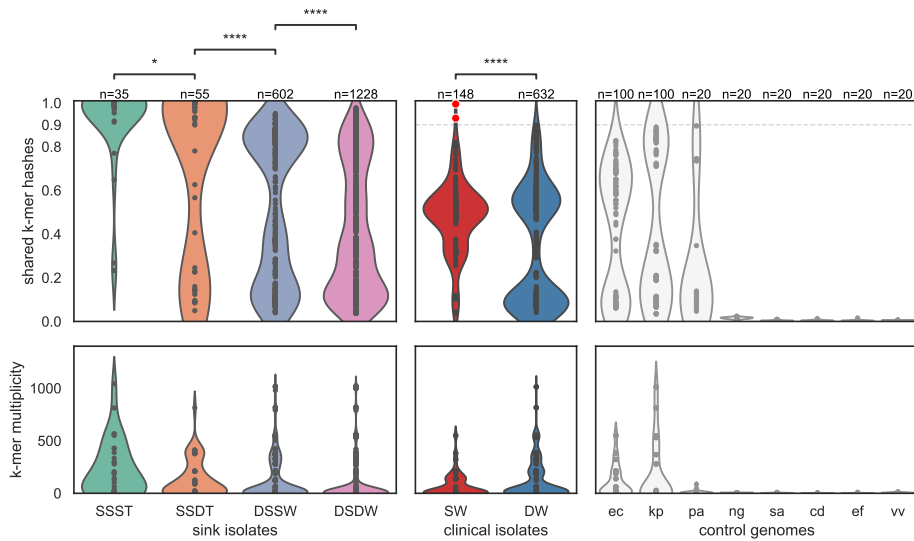 **** ****
* ****
n=35 n=55 n=602 n=1228 n=148 n=632 n=100 n=100 n=20 n=20 n=20 n=20 n=20 n=20
shared k-mer hashes
1.0
0.9
0.8
0.6
0.4
0.2
0.0
k-mer multiplicity
1000
500
0
SSST SSDT DSSW DSDW SW DW ec kp pa ng sa cd ef vv
sink isolates clinical isolates control genomes